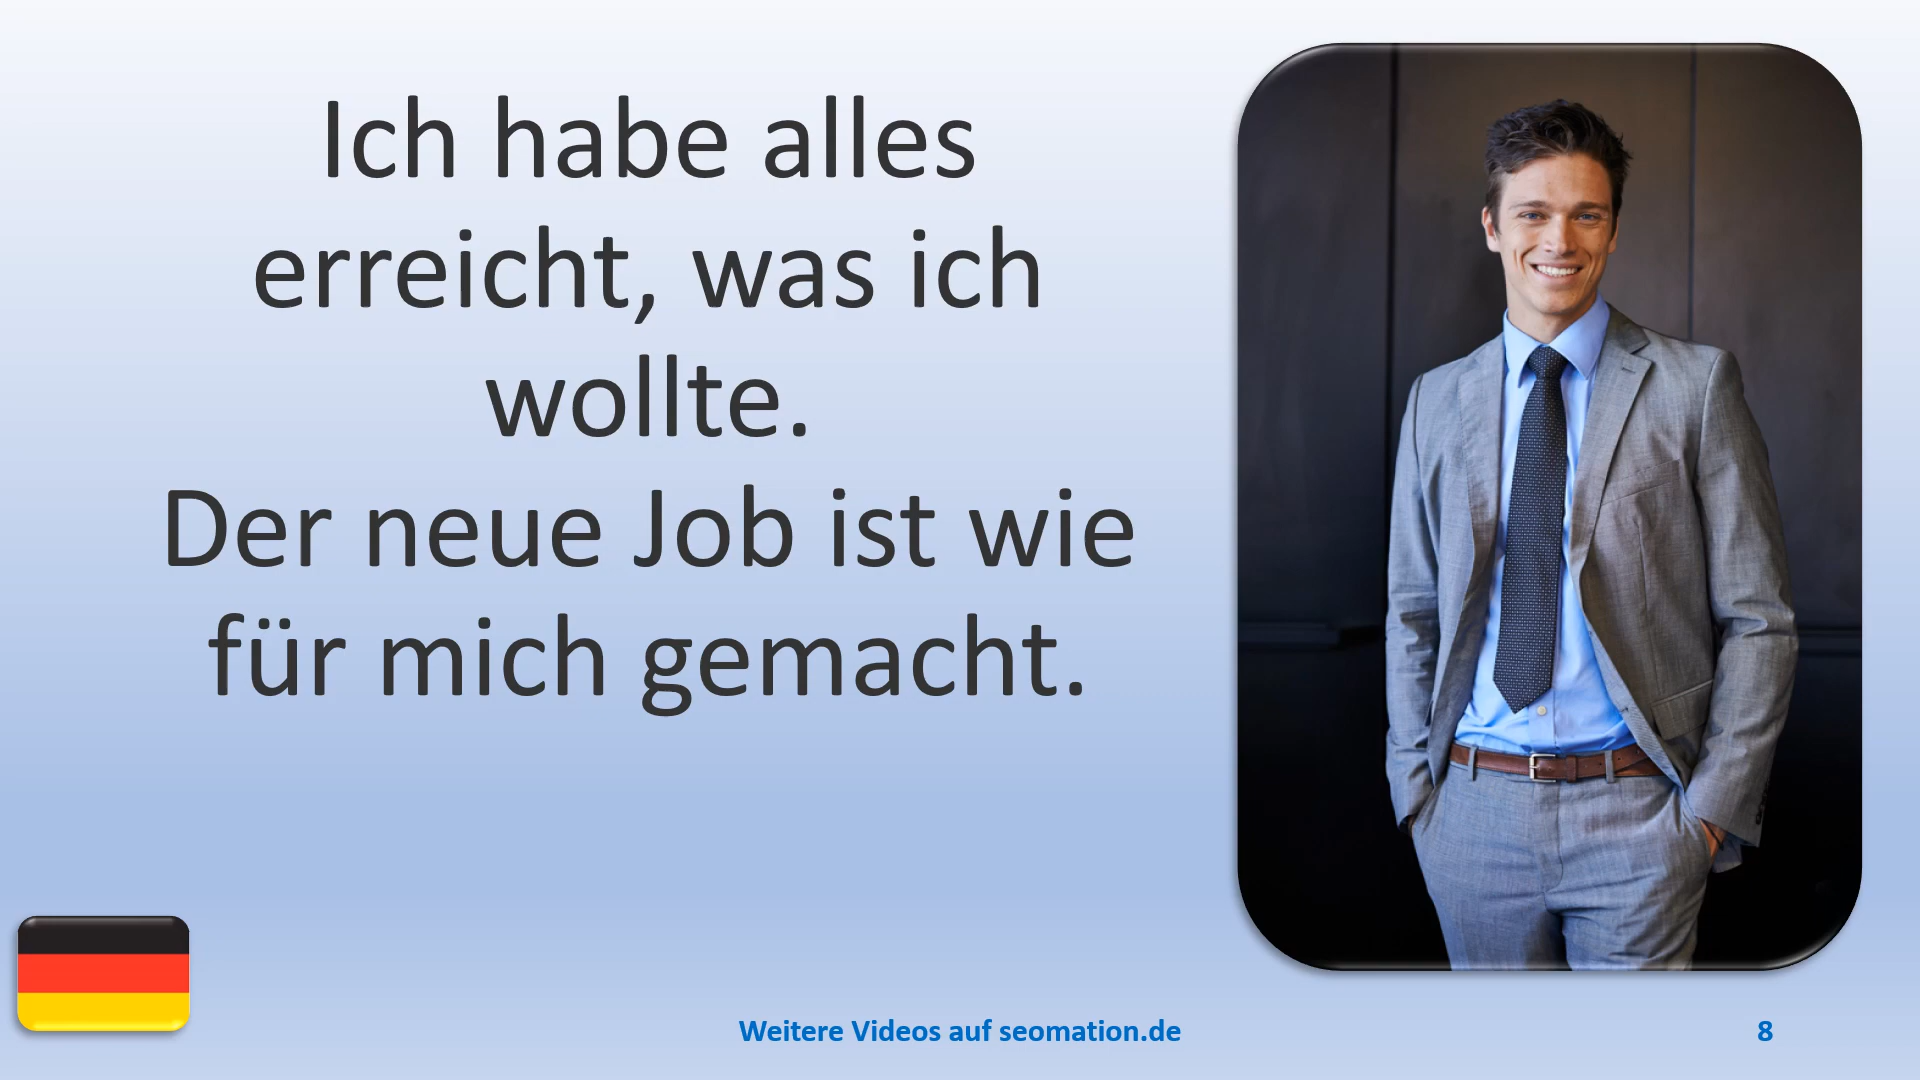 Ich habe alles
erreicht, was ich
wollte.
Der neue Job ist wie
für mich gemacht.
Weitere Videos auf seomation.de
8